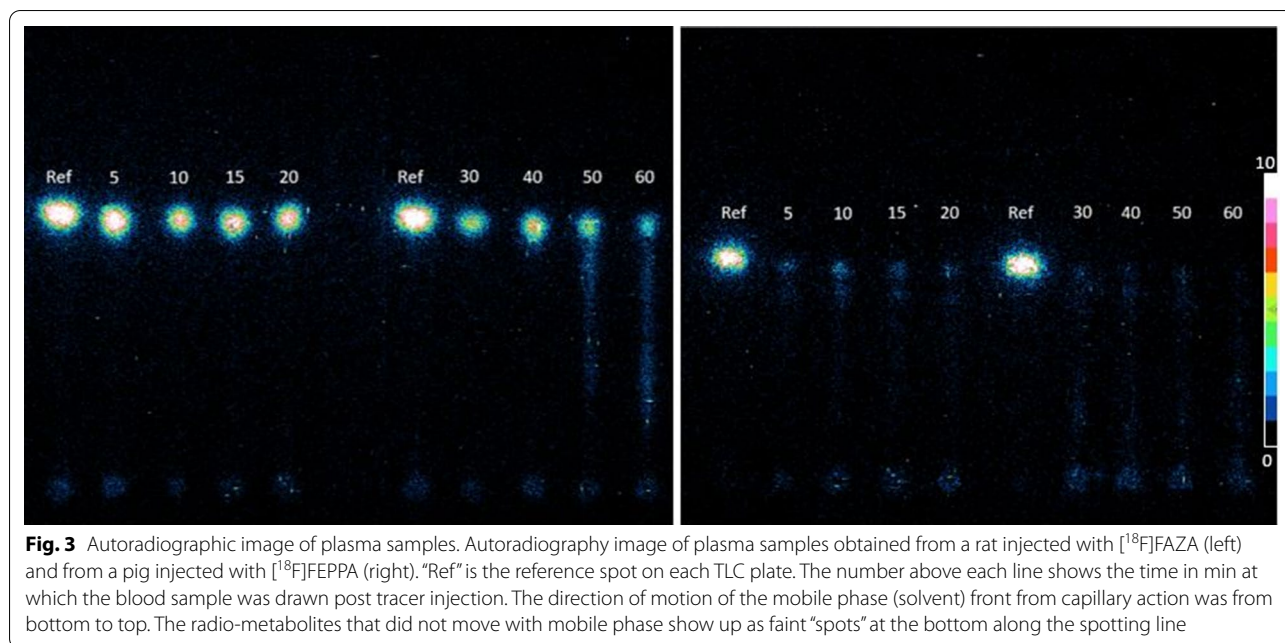 Ref 5 10 15 20 Ref 30 40 50 60
10
Ref 5 10 15 20 Ref 30 40 50 60
0
Fig. 3 Autoradiographic image of plasma samples. Autoradiography image of plasma samples obtained from a rat injected with [¹⁸F]FAZA (left)
and from a pig injected with [¹⁸F]FEPPA (right). “Ref” is the reference spot on each TLC plate. The number above each line shows the time in min at
which the blood sample was drawn post tracer injection. The direction of motion of the mobile phase (solvent) front from capillary action was from
bottom to top. The radio-metabolites that did not move with mobile phase show up as faint “spots” at the bottom along the spotting line